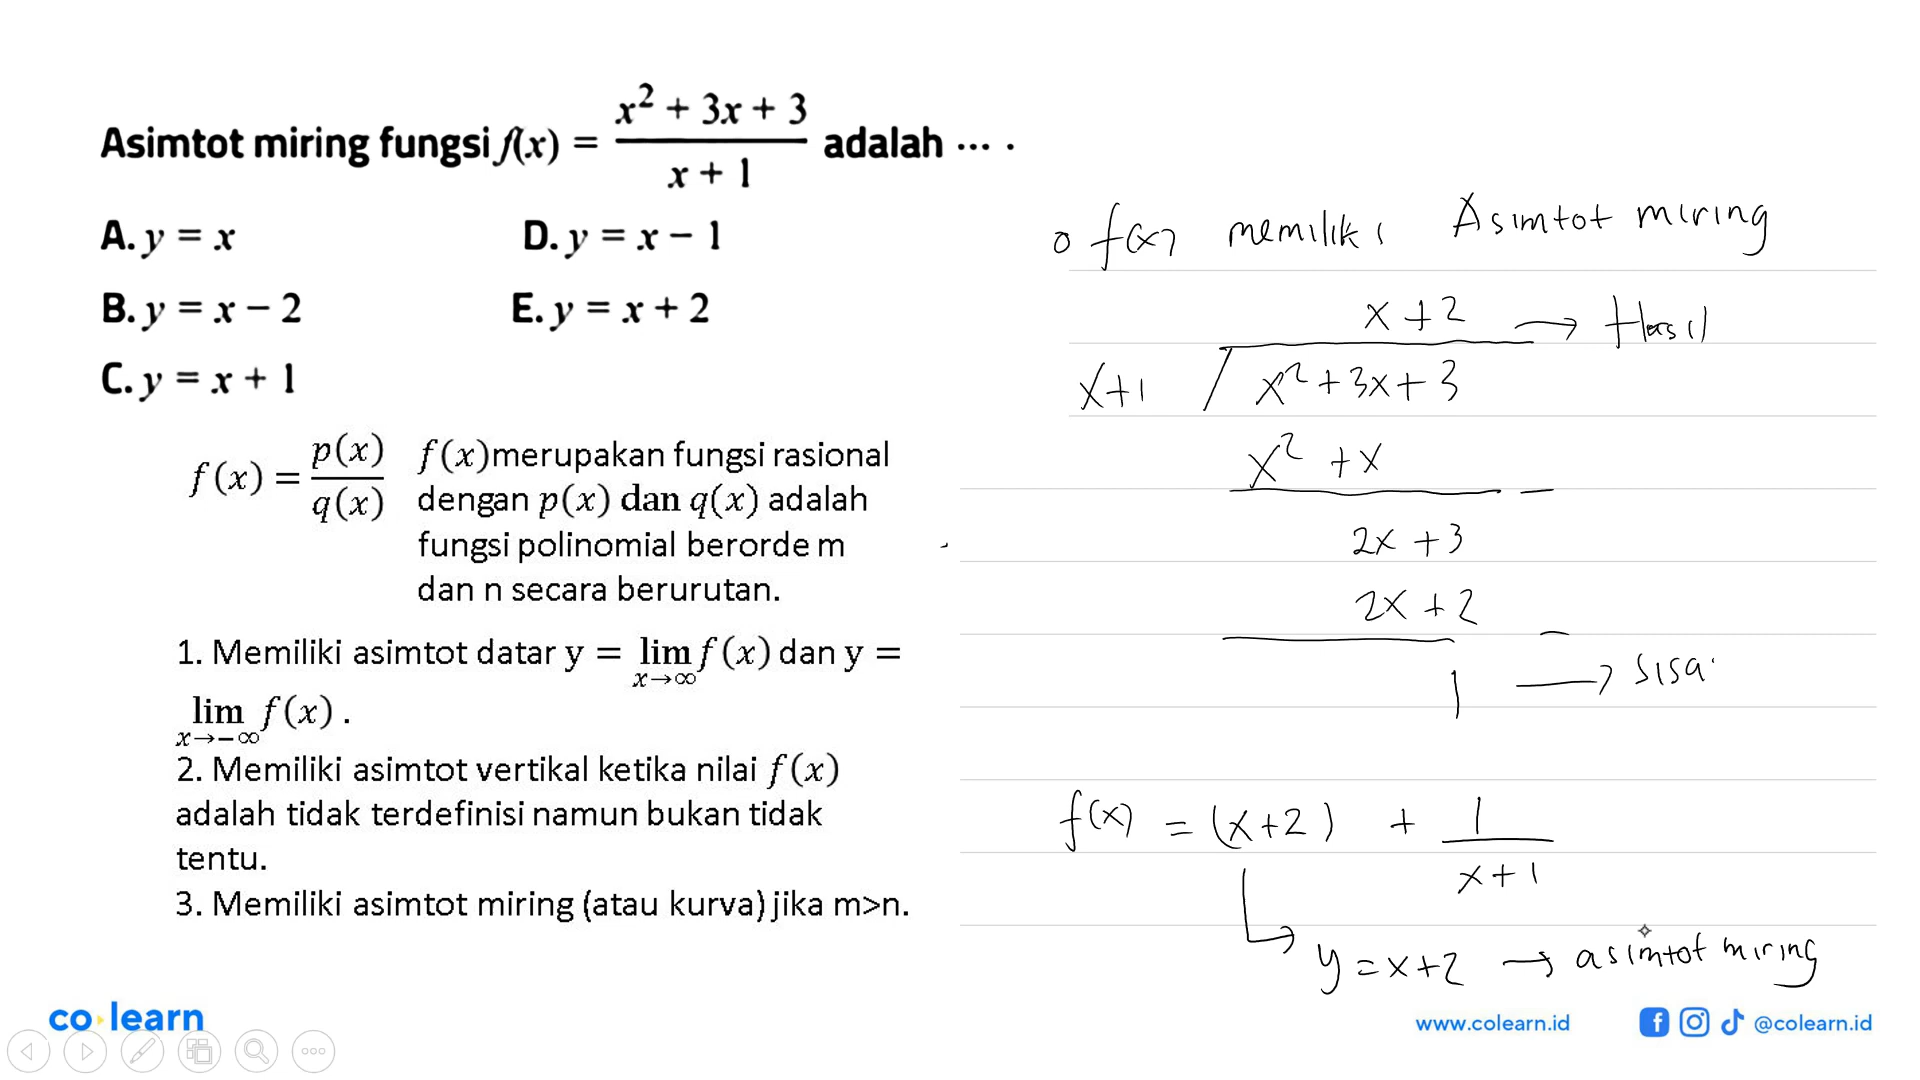 Asimtot miring fungsi f(x) = x² + 3x + 3 / x + 1 adalah ... .
A. y = x
D. y = x − 1
B. y = x − 2
E. y = x + 2
C. y = x + 1
f(x) = p(x) / q(x)
f(x)merupakan fungsi rasional
dengan p(x) dan q(x) adalah
fungsi polinomial berorde m
dan n secara berurutan.
1. Memiliki asimtot datar y = lim x→∞ f(x) dan y =
lim x→−∞ f(x) .
2. Memiliki asimtot vertikal ketika nilai f(x)
adalah tidak terdefinisi namun bukan tidak
tentu.
3. Memiliki asimtot miring (atau kurva) jika m>n.
o f(x) memiliki Asimtot miring
x + 2 → Hasil
x+1 / x² + 3x + 3
x² + x
−
2x + 3
2x + 2
−
1 → sisa
f(x) = (x+2) + 1 / x+1
↳ y = x+2 → asimtot miring
co learn
www.colearn.id
@colearn.id